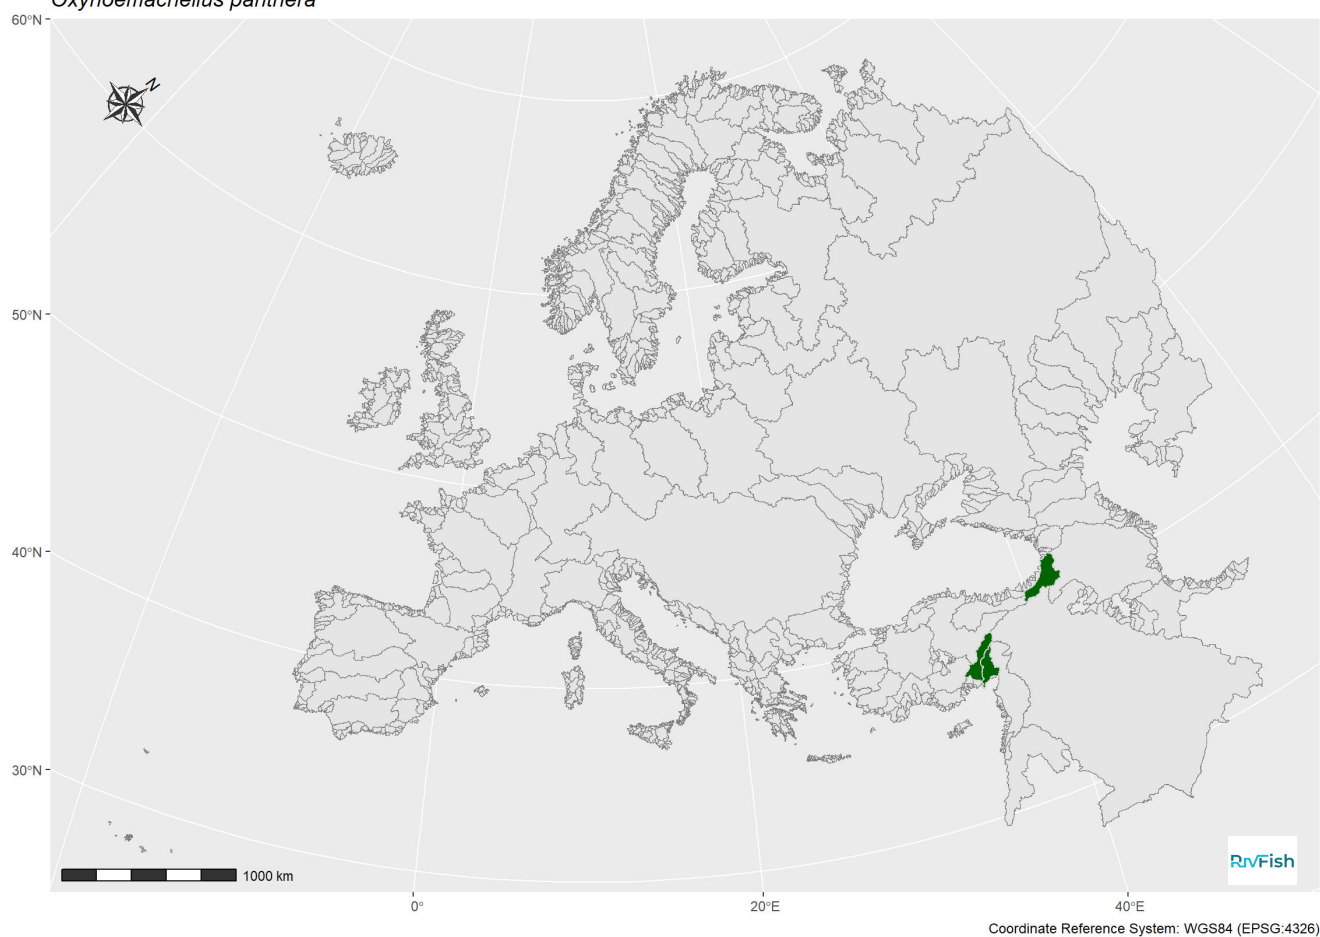 Oxynoemacheilus panthera
60°N
N
50°N
40°N
30°N
1000 km
RivFish
0°
20°E
40°E
Coordinate Reference System: WGS84 (EPSG:4326)